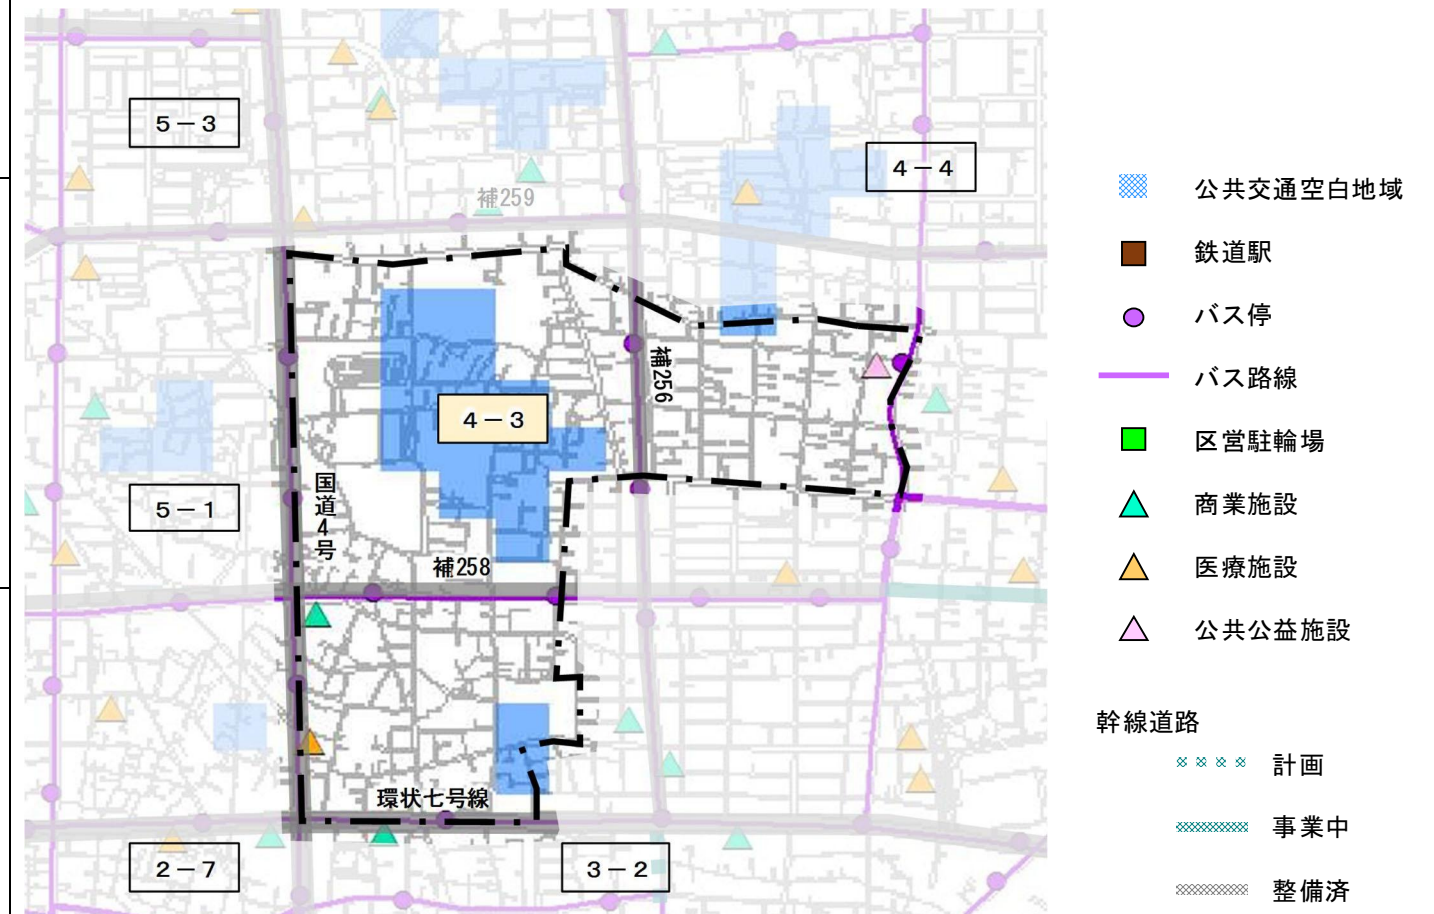 5－3
4－4
補259
補256
4－3
国道4号
5－1
補258
環状七号線
2－7
3－2
公共交通空白地域
鉄道駅
バス停
バス路線
区営駐輪場
商業施設
医療施設
公共公益施設
幹線道路
計画
事業中
整備済